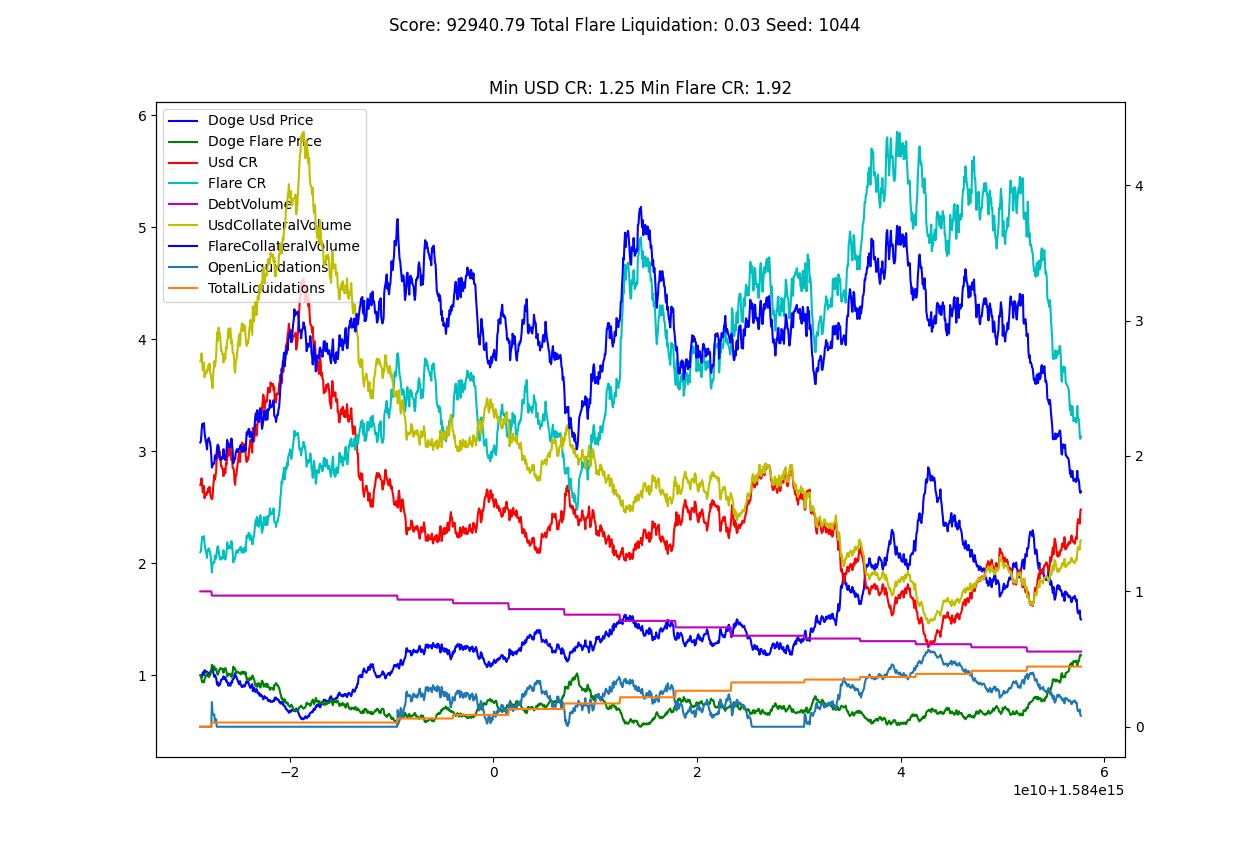 Score: 92940.79 Total Flare Liquidation: 0.03 Seed: 1044
Min USD CR: 1.25 Min Flare CR: 1.92
Doge Usd Price
Doge Flare Price
Usd CR
Flare CR
DebtVolume
UsdCollateralVolume
FlareCollateralVolume
OpenLiquidations
TotalLiquidations
6
5
4
3
2
1
4
3
2
1
0
−2
0
2
4
6
1e10+1.584e15